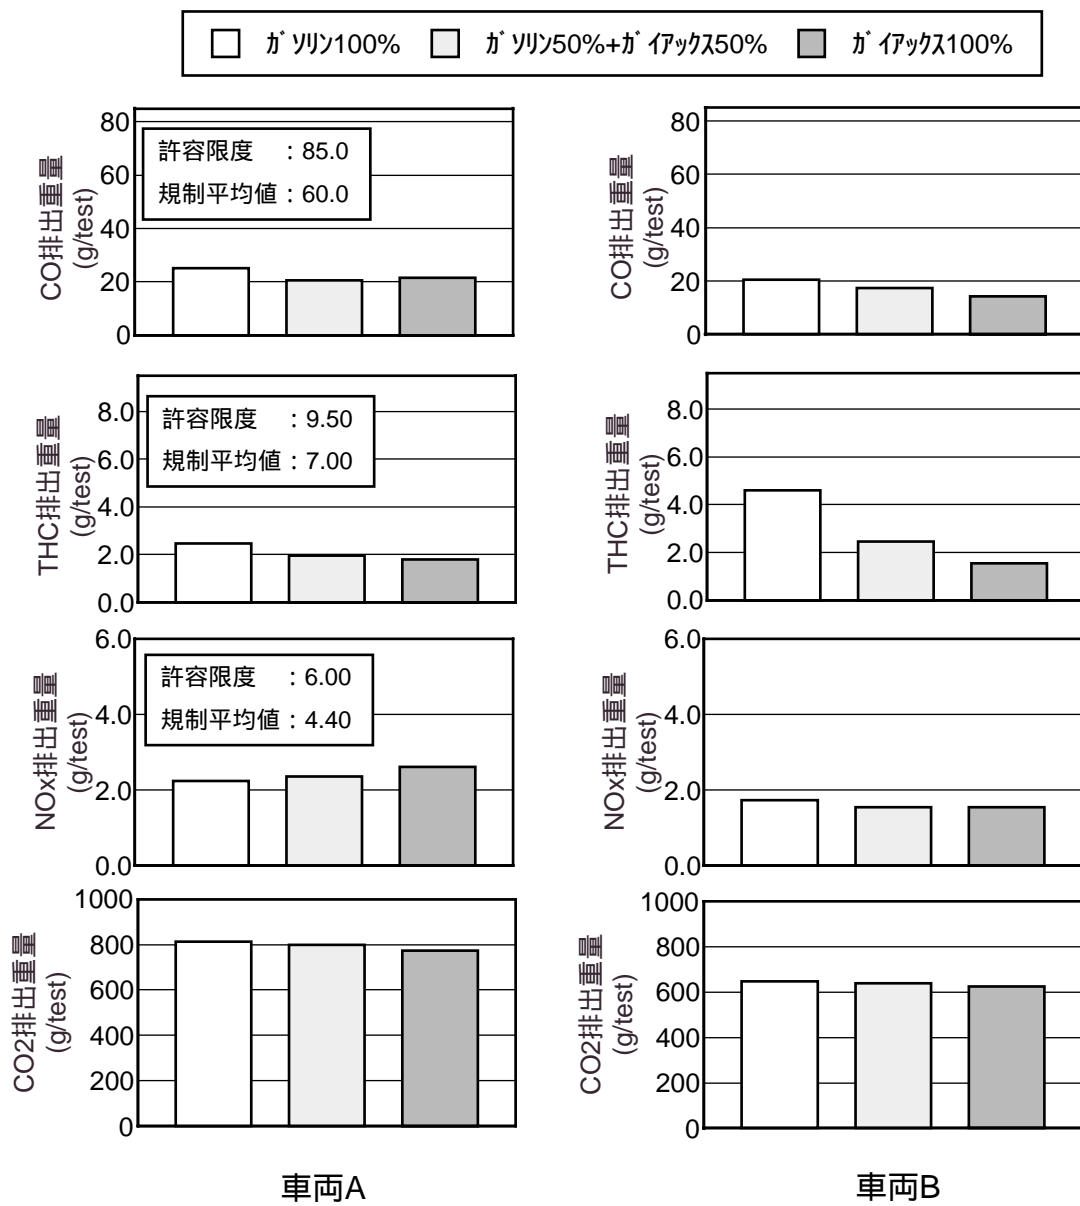 ｶﾞｿﾘﾝ100% ｶﾞｿﾘﾝ50%+ｶﾞｲｱｯｸｽ50% ｶﾞｲｱｯｸｽ100%
CO排出重量
(g/test)
80
60
40
20
0
許容限度 : 85.0
規制平均値 : 60.0
CO排出重量
(g/test)
80
60
40
20
0
THC排出重量
(g/test)
8.0
6.0
4.0
2.0
0.0
許容限度 : 9.50
規制平均値 : 7.00
THC排出重量
(g/test)
8.0
6.0
4.0
2.0
0.0
NOx排出重量
(g/test)
6.0
4.0
2.0
0.0
許容限度 : 6.00
規制平均値 : 4.40
NOx排出重量
(g/test)
6.0
4.0
2.0
0.0
CO2排出重量
(g/test)
1000
800
600
400
200
0
CO2排出重量
(g/test)
1000
800
600
400
200
0
車両A
車両B